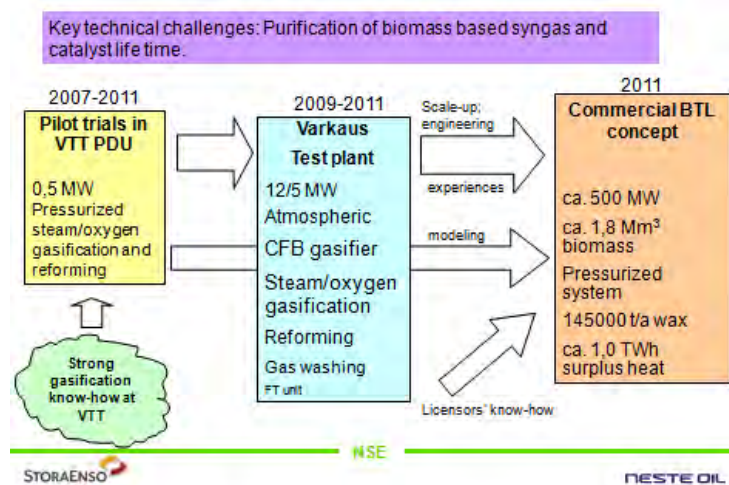 Key technical challenges: Purification of biomass based syngas and
catalyst life time.
2007-2011
Pilot trials in
VTT PDU
0,5 MW
Pressurized
steam/oxygen
gasification and
reforming
Strong
gasification
know-how at
VTT
2009-2011
Varkaus
Test plant
12/5 MW
Atmospheric
CFB gasifier
Steam/oxygen
gasification
Reforming
Gas washing
FT unit
Scale-up;
engineering
experiences
modeling
Licensors' know-how
2011
Commercial BTL
concept
ca. 500 MW
ca. 1,8 Mm³
biomass
Pressurized
system
145000 t/a wax
ca. 1,0 TWh
surplus heat
NSE
STORAENSO
NESTE OIL